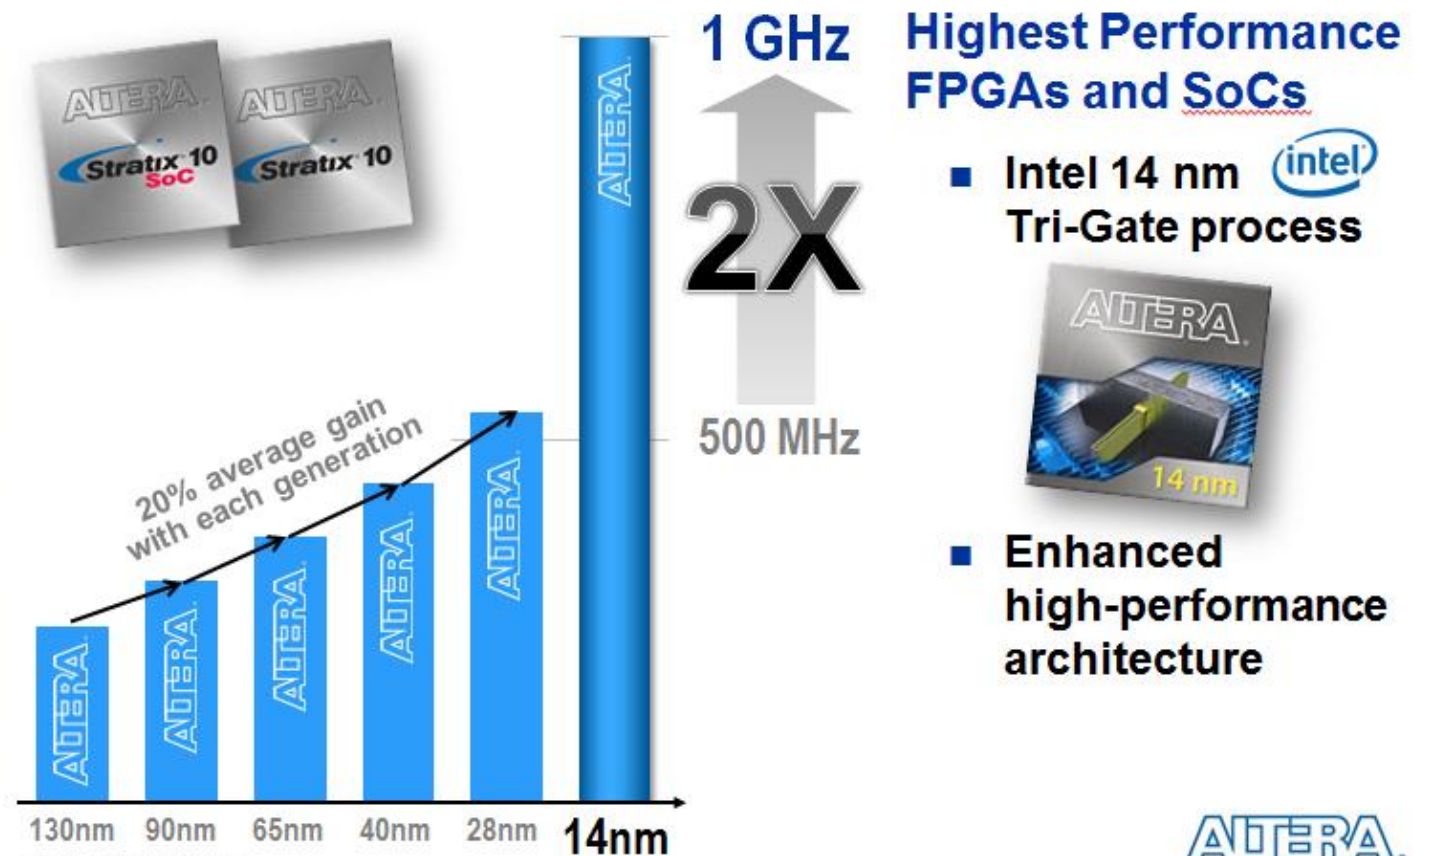 ALTERA
Stratix 10
SoC
ALTERA
Stratix 10
20% average gain
with each generation
ALTERA
ALTERA
ALTERA
ALTERA
ALTERA
ALTERA
130nm
90nm
65nm
40nm
28nm
14nm
1 GHz
2X
500 MHz
Highest Performance
FPGAs and SoCs
■ Intel 14 nm
intel
Tri-Gate process
ALTERA
14 nm
■ Enhanced
high-performance
architecture
ALTERA